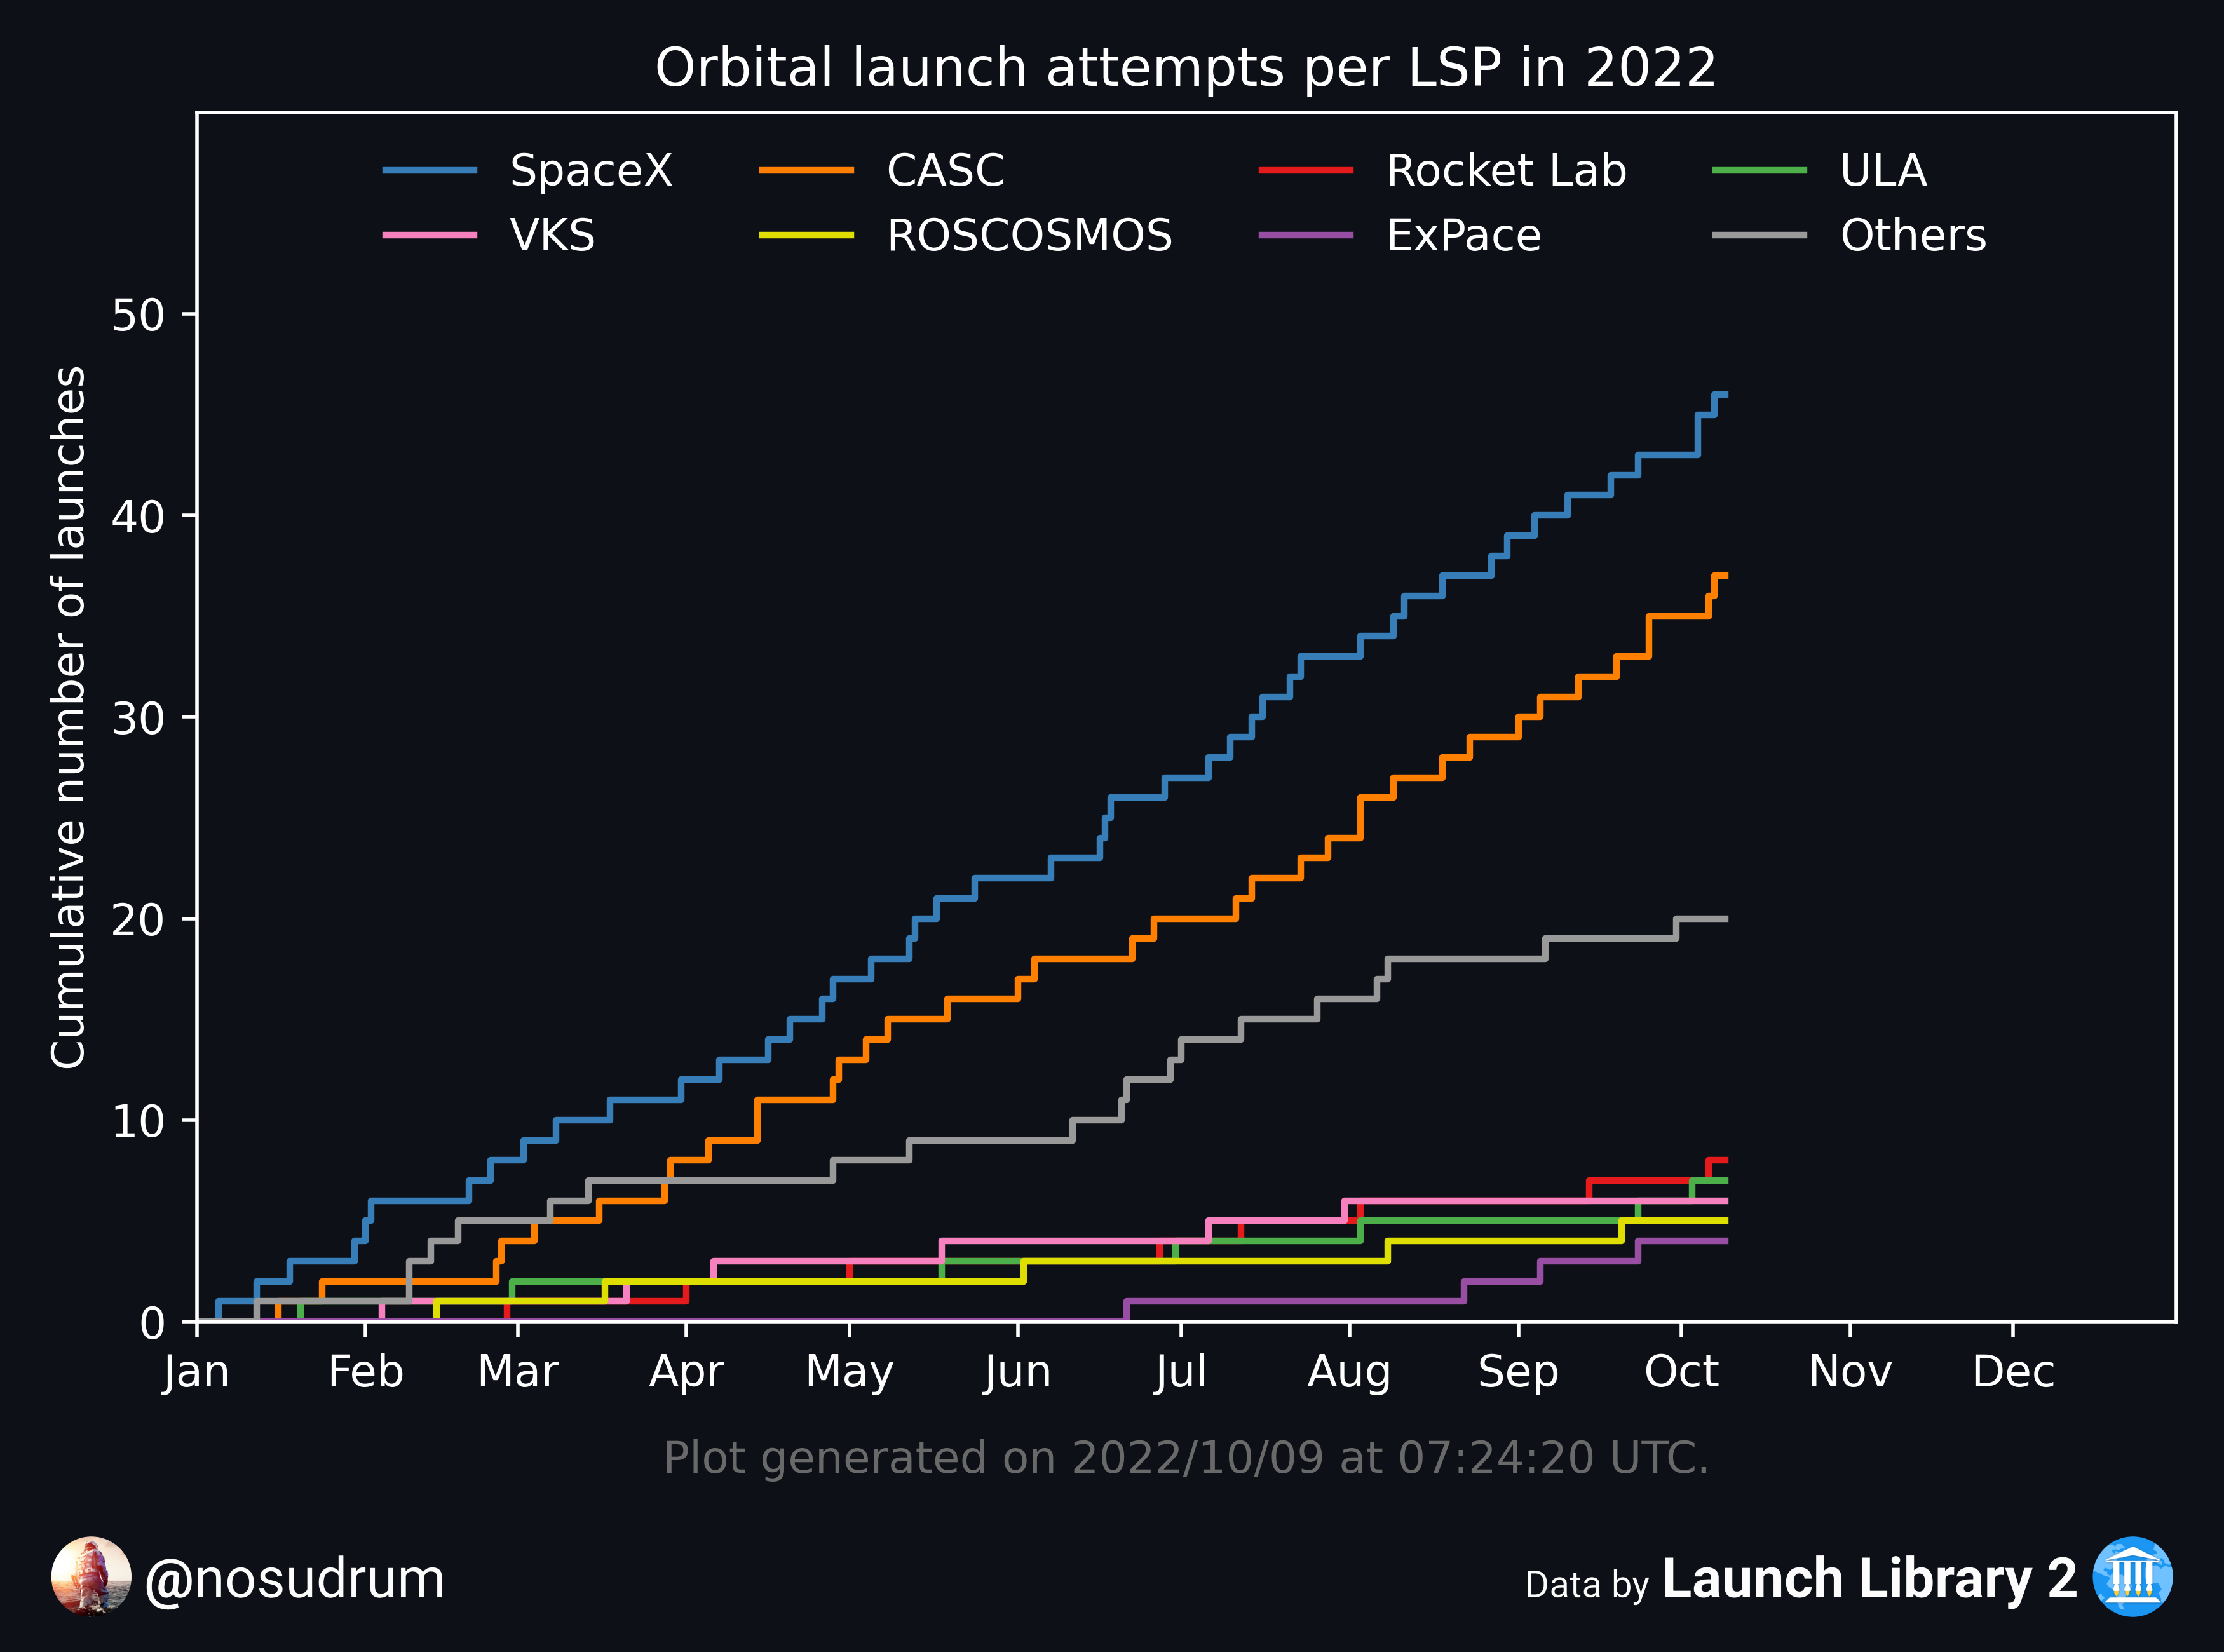 Orbital launch attempts per LSP in 2022
SpaceX CASC Rocket Lab ULA
VKS ROSCOSMOS ExPace Others
Cumulative number of launches
50
40
30
20
10
0
Jan Feb Mar Apr May Jun Jul Aug Sep Oct Nov Dec
Plot generated on 2022/10/09 at 07:24:20 UTC.
@nosudrum
Data by Launch Library 2